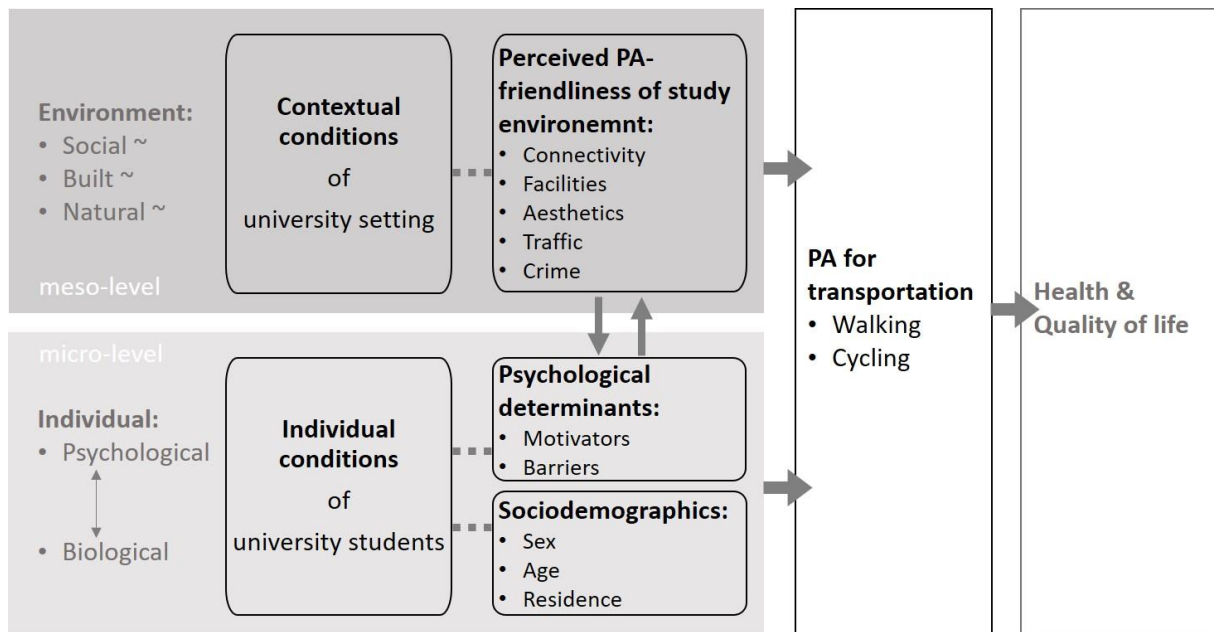 Environment:
• Social ~
• Built ~
• Natural ~
meso-level
Contextual
conditions
of
university setting
Perceived PA-
friendliness of study
environemnt:
• Connectivity
• Facilities
• Aesthetics
• Traffic
• Crime
micro-level
Individual:
• Psychological
• Biological
Individual
conditions
of
university students
Psychological
determinants:
• Motivators
• Barriers
Sociodemographics:
• Sex
• Age
• Residence
PA for
transportation
• Walking
• Cycling
Health &
Quality of life